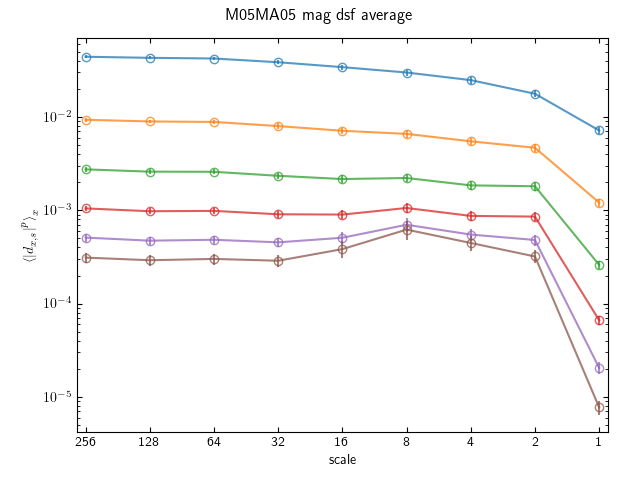 M05MA05 mag dsf average
10⁻²
10⁻³
10⁻⁴
10⁻⁵
⟨|d_{x,s}|^p⟩_x
256 128 64 32 16 8 4 2 1
scale